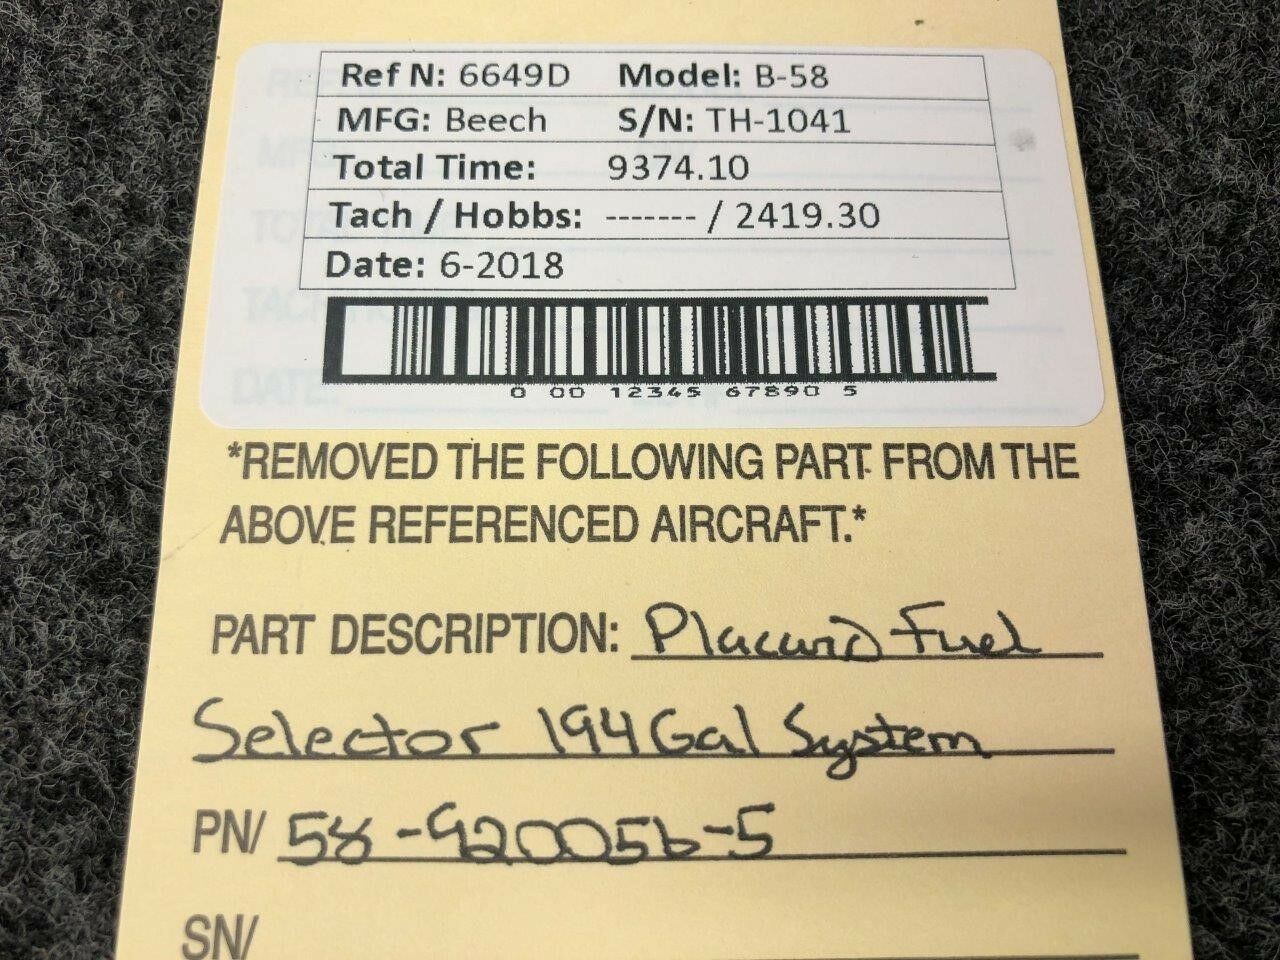 Ref N: 6649D Model: B-58
MFG: Beech S/N: TH-1041
Total Time: 9374.10
Tach / Hobbs: ------- / 2419.30
Date: 6-2018
0 00 12345 67890 5
*REMOVED THE FOLLOWING PART FROM THE
ABOVE REFERENCED AIRCRAFT.*
PART DESCRIPTION: Placard Fuel
Selector 194 Gal System
PN/ 58-920056-5
SN/